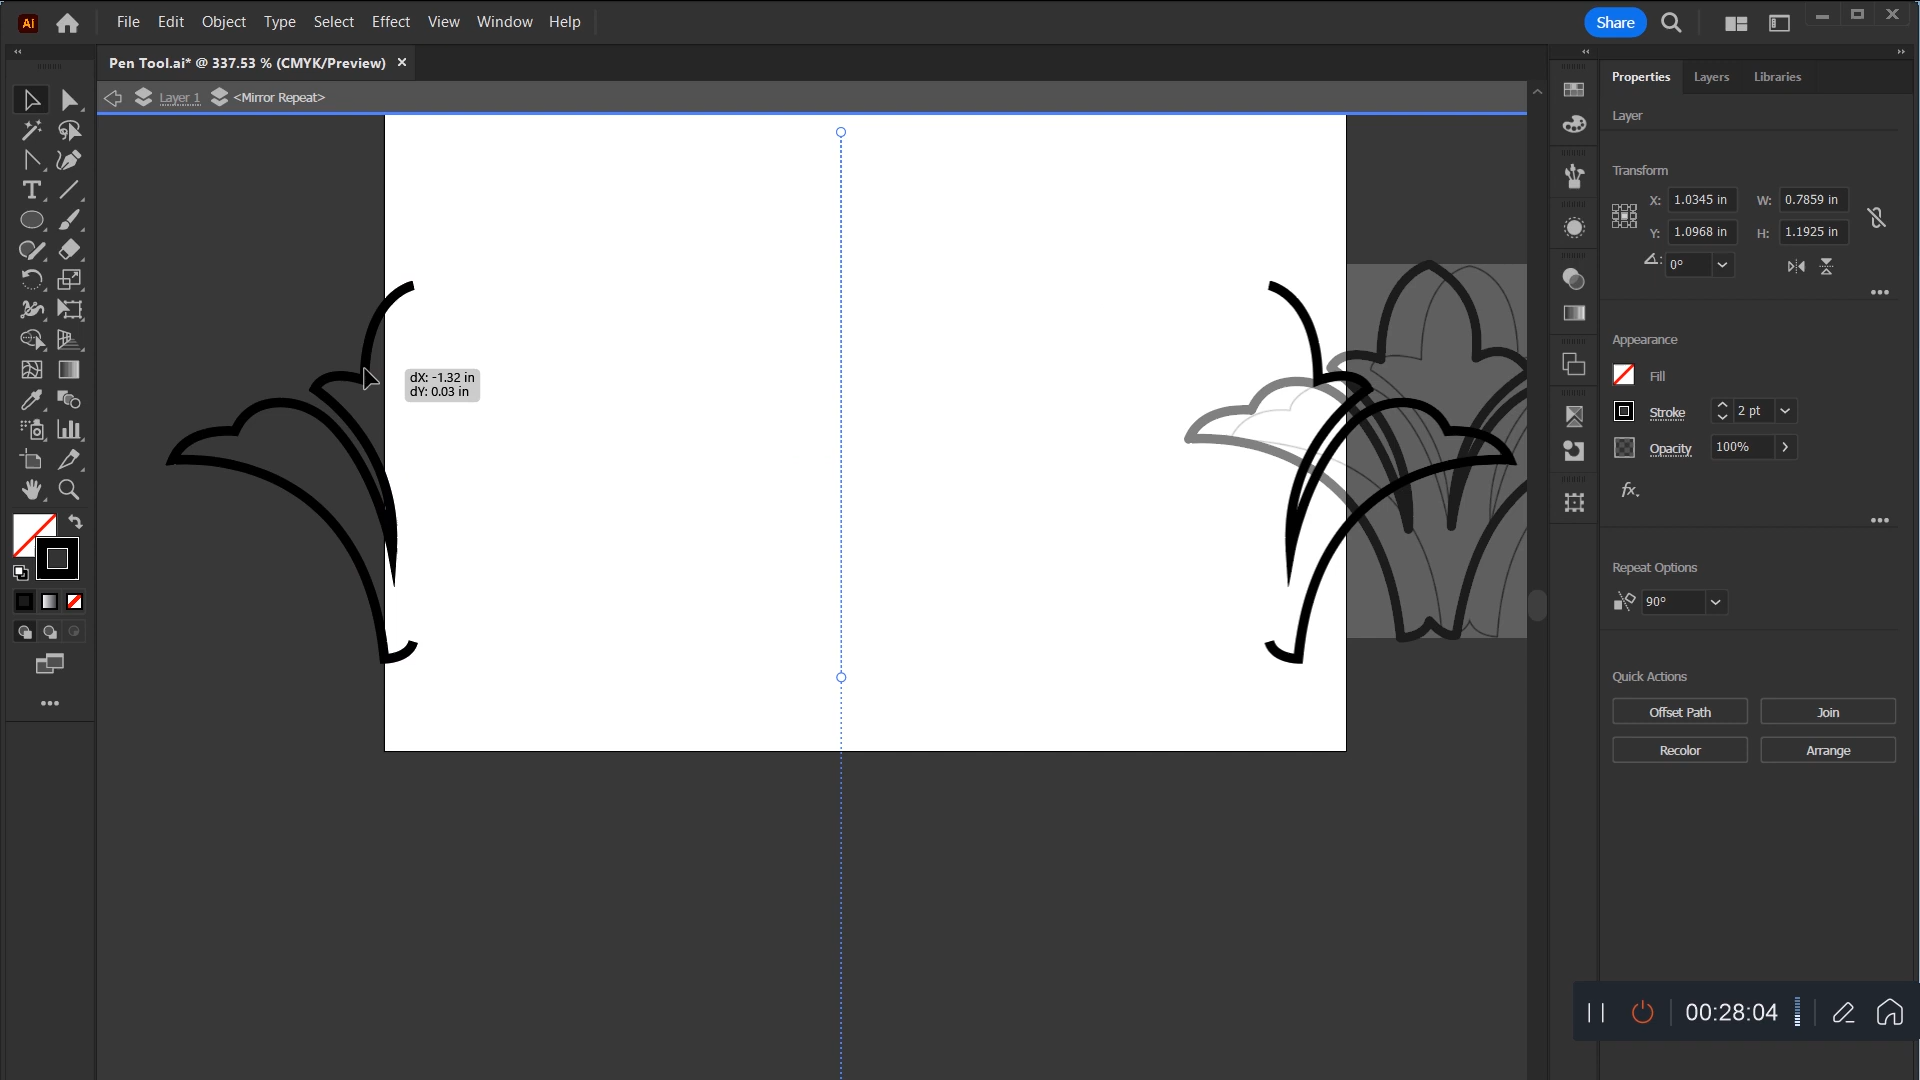 Ai
File Edit Object Type Select Effect View Window Help
Share
Pen Tool.ai* @ 337.53 % (CMYK/Preview) ×
Layer 1 <Mirror Repeat>
Properties Layers Libraries
Layer
Transform
X: 1.0345 in W: 0.7859 in
Y: 1.0968 in H: 1.1925 in
0°
Appearance
Fill
Stroke 2 pt
Opacity 100%
fx.
Repeat Options
90°
Quick Actions
Offset Path Join
Recolor Arrange
dX: -1.32 in
dY: 0.03 in
00:28:04